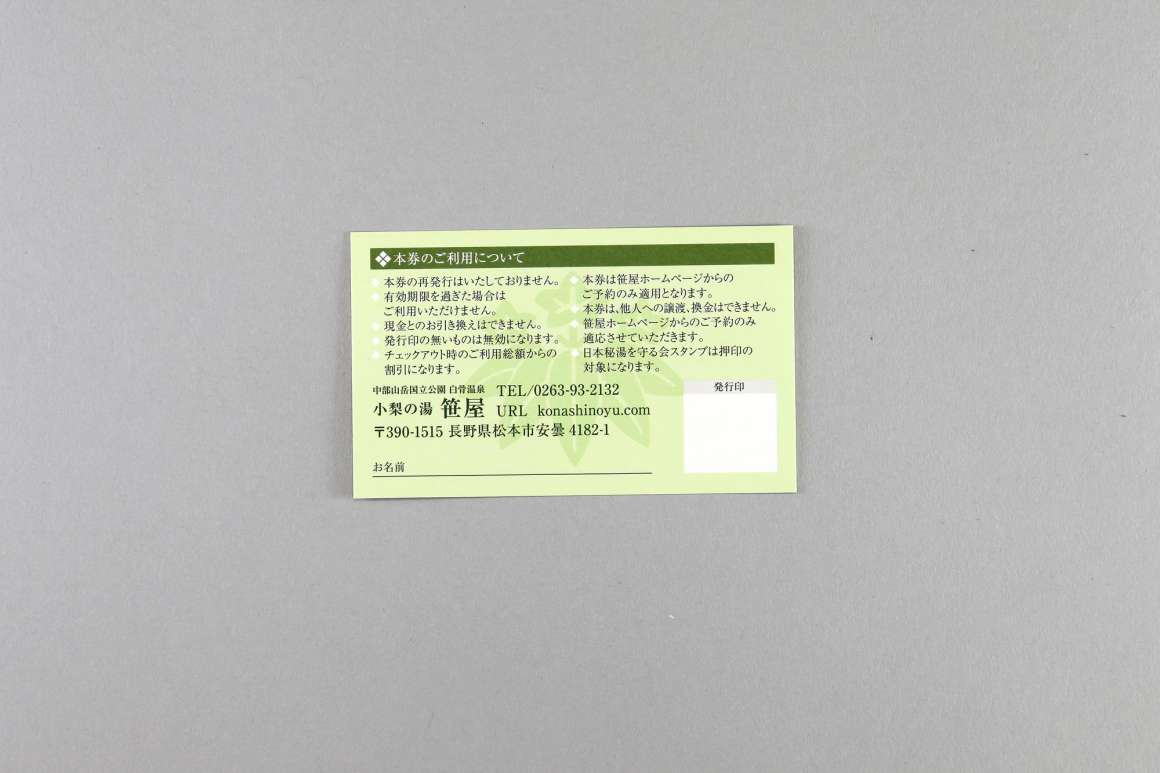 本券のご利用について
本券の再発行はいたしておりません。
有効期限を過ぎた場合は
ご利用いただけません。
現金とのお引き換えはできません。
発行印の無いものは無効になります。
チェックアウト時のご利用総額からの
割引になります。
本券は笹屋ホームページからの
ご予約のみ適用となります。
本券は、他人への譲渡、換金はできません。
笹屋ホームページからのご予約のみ
適応させていただきます。
日本秘湯を守る会スタンプは押印の
対象になります。
中部山岳国立公園 白骨温泉 TEL/0263-93-2132
小梨の湯 笹屋 URL konashinoyu.com
〒390-1515 長野県松本市安曇 4182-1
お名前
発行印